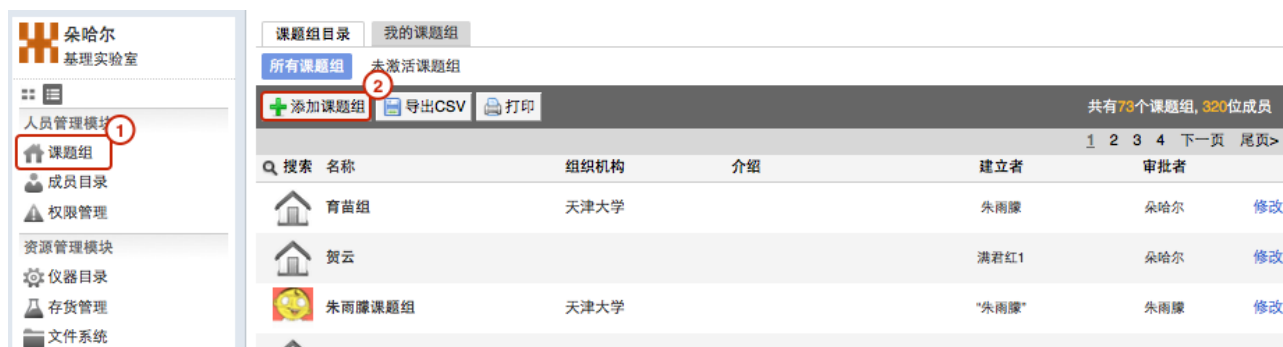 朵哈尔
基理实验室
人员管理模块
1
课题组
成员目录
权限管理
资源管理模块
仪器目录
存货管理
文件系统
课题组目录 我的课题组
所有课题组 未激活课题组
2
添加课题组 导出CSV 打印 共有73个课题组, 320位成员
1 2 3 4 下一页 尾页>
搜索 名称 组织机构 介绍 建立者 审批者
育苗组 天津大学 朱雨朦 朵哈尔 修改
贺云 满君红1 朵哈尔 修改
朱雨朦课题组 天津大学 "朱雨朦" 朱雨朦 修改